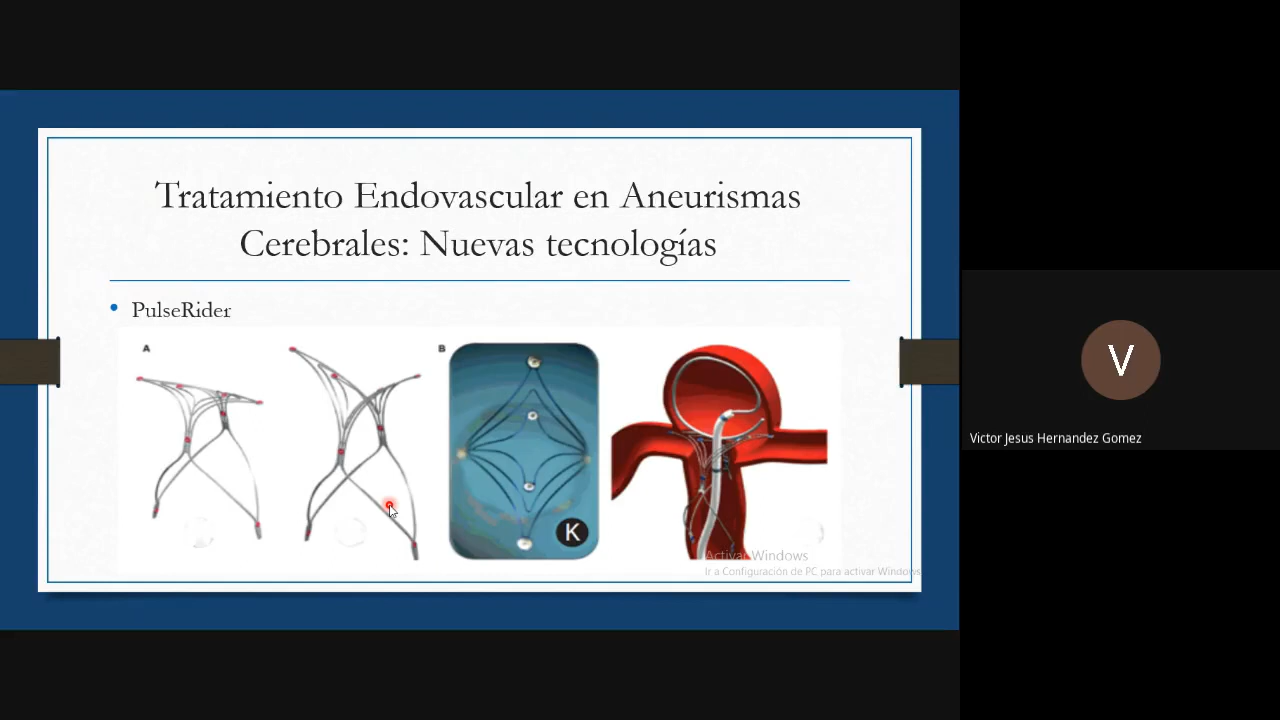 Tratamiento Endovascular en Aneurismas
Cerebrales: Nuevas tecnologías
• PulseRider
A
B
K
Activar Windows
Ir a Configuración de PC para activar Windows.
V
Victor Jesus Hernandez Gomez